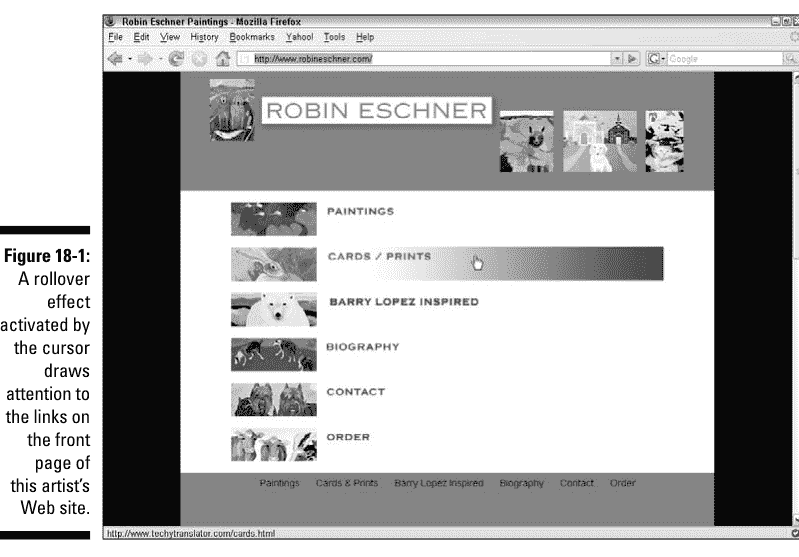 Robin Eschner Paintings - Mozilla Firefox
File Edit View History Bookmarks Yahoo! Tools Help
http://www.robineschner.com/
Google
ROBIN ESCHNER
PAINTINGS
CARDS / PRINTS
BARRY LOPEZ INSPIRED
BIOGRAPHY
CONTACT
ORDER
Paintings Cards & Prints Barry Lopez Inspired Biography Contact Order
http://www.techytranslator.com/cards.html
Figure 18-1:
A rollover
effect
activated by
the cursor
draws
attention to
the links on
the front
page of
this artist's
Web site.